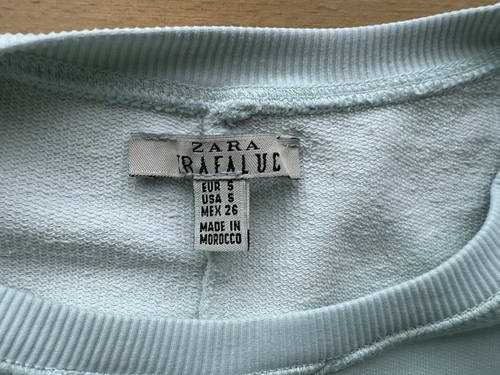 ZARA
TRAFALUC
EUR S
USA S
MEX 26
MADE IN
MOROCCO